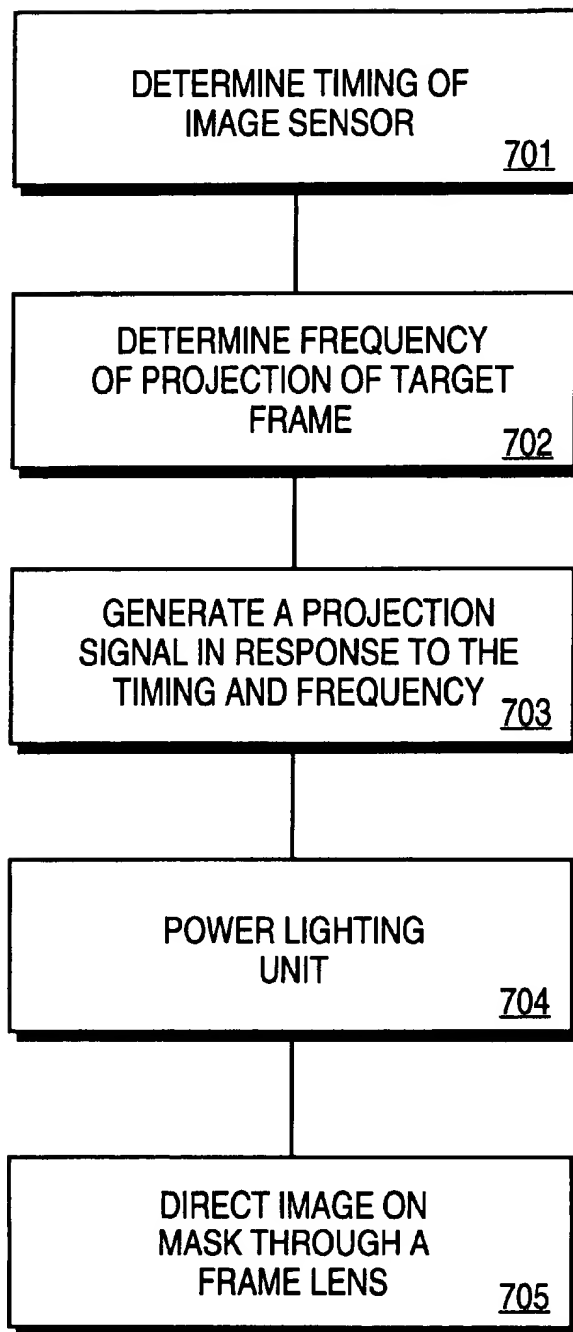 DETERMINE TIMING OF
IMAGE SENSOR
701
DETERMINE FREQUENCY
OF PROJECTION OF TARGET
FRAME
702
GENERATE A PROJECTION
SIGNAL IN RESPONSE TO THE
TIMING AND FREQUENCY
703
POWER LIGHTING
UNIT
704
DIRECT IMAGE ON
MASK THROUGH A
FRAME LENS
705